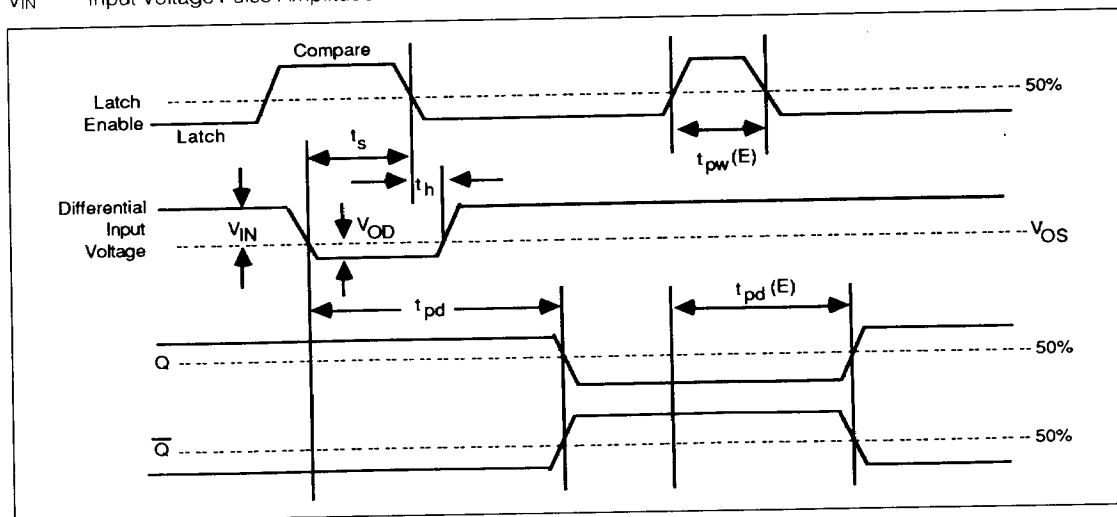 V_IN Input Voltage Pulse Amplitude
Compare
Latch
Enable
Latch
50%
t_s
t_pw(E)
t_h
Differential
Input
Voltage
V_IN
V_OD
V_OS
t_pd
t_pd(E)
Q
50%
Q̅
50%